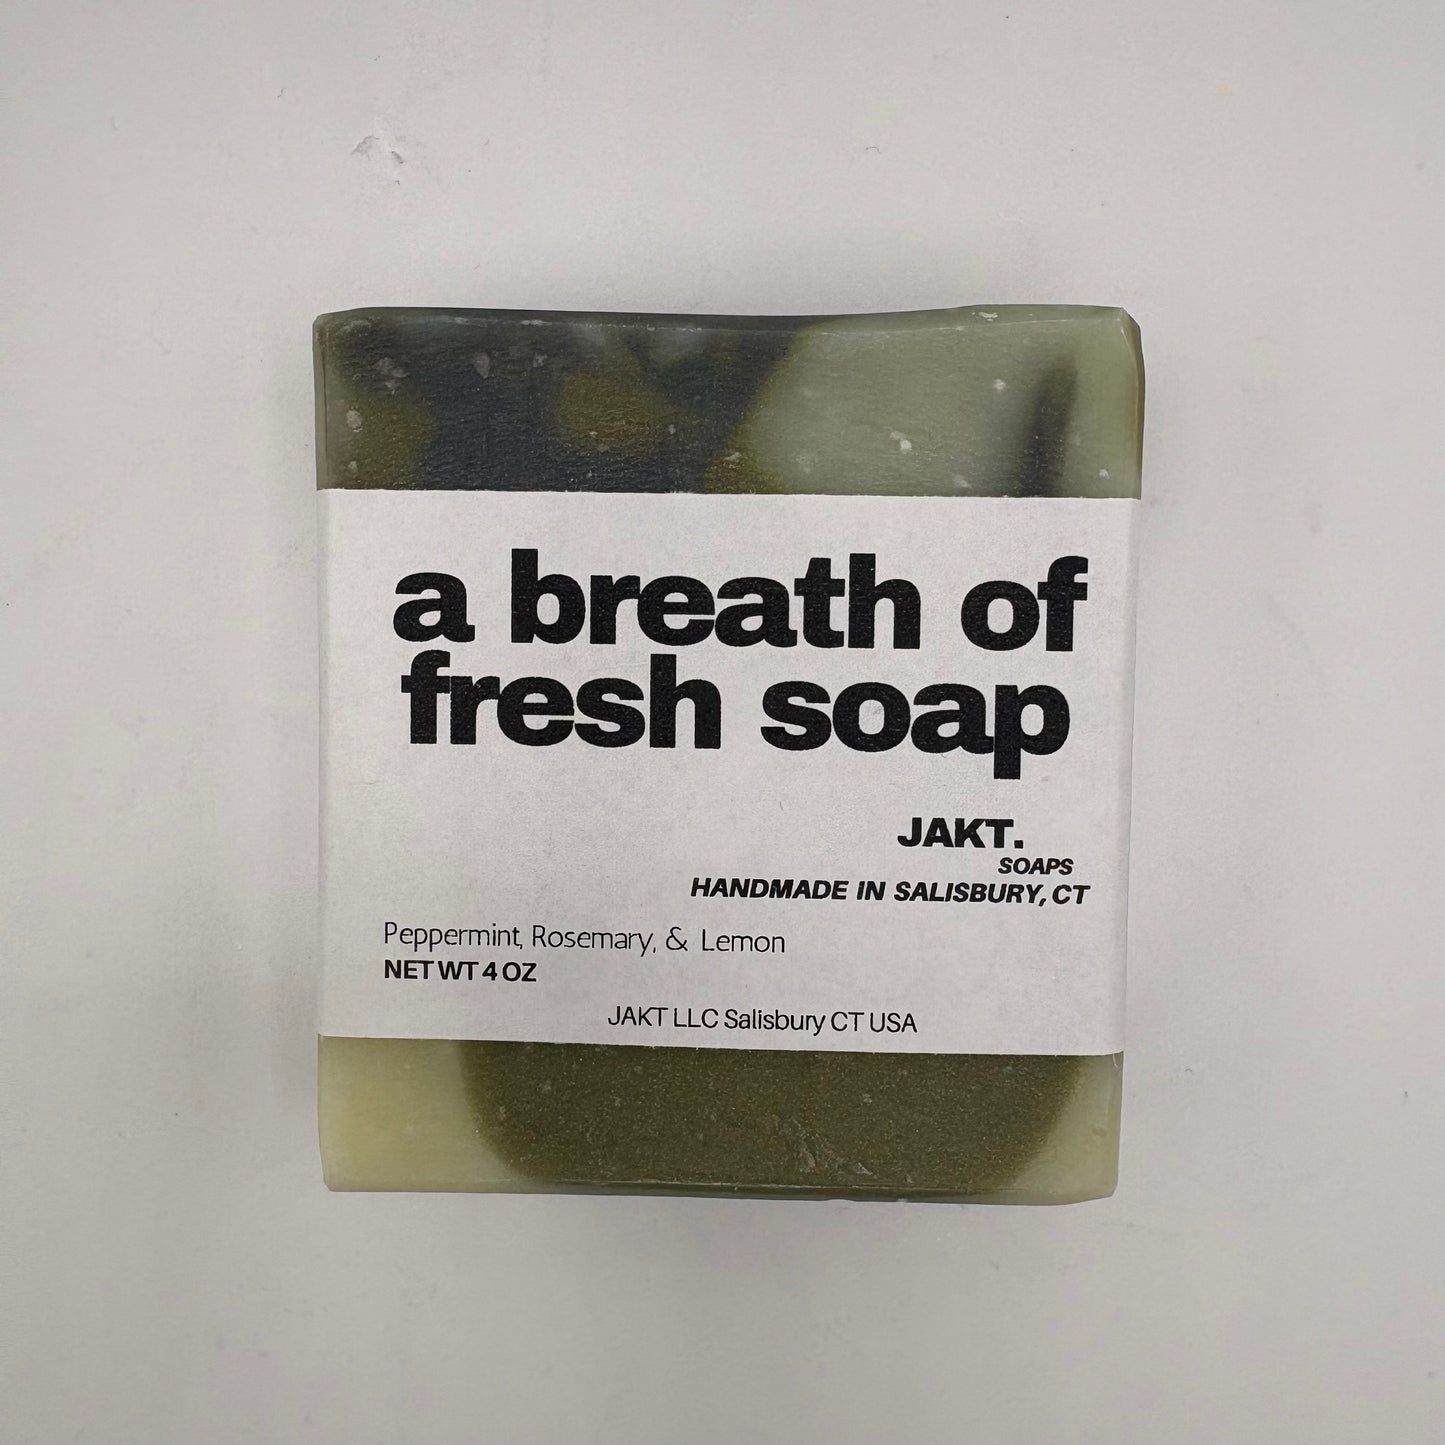 a breath of
fresh soap
JAKT.
SOAPS
HANDMADE IN SALISBURY, CT
Peppermint, Rosemary, & Lemon
NET WT 4 OZ
JAKT LLC Salisbury CT USA